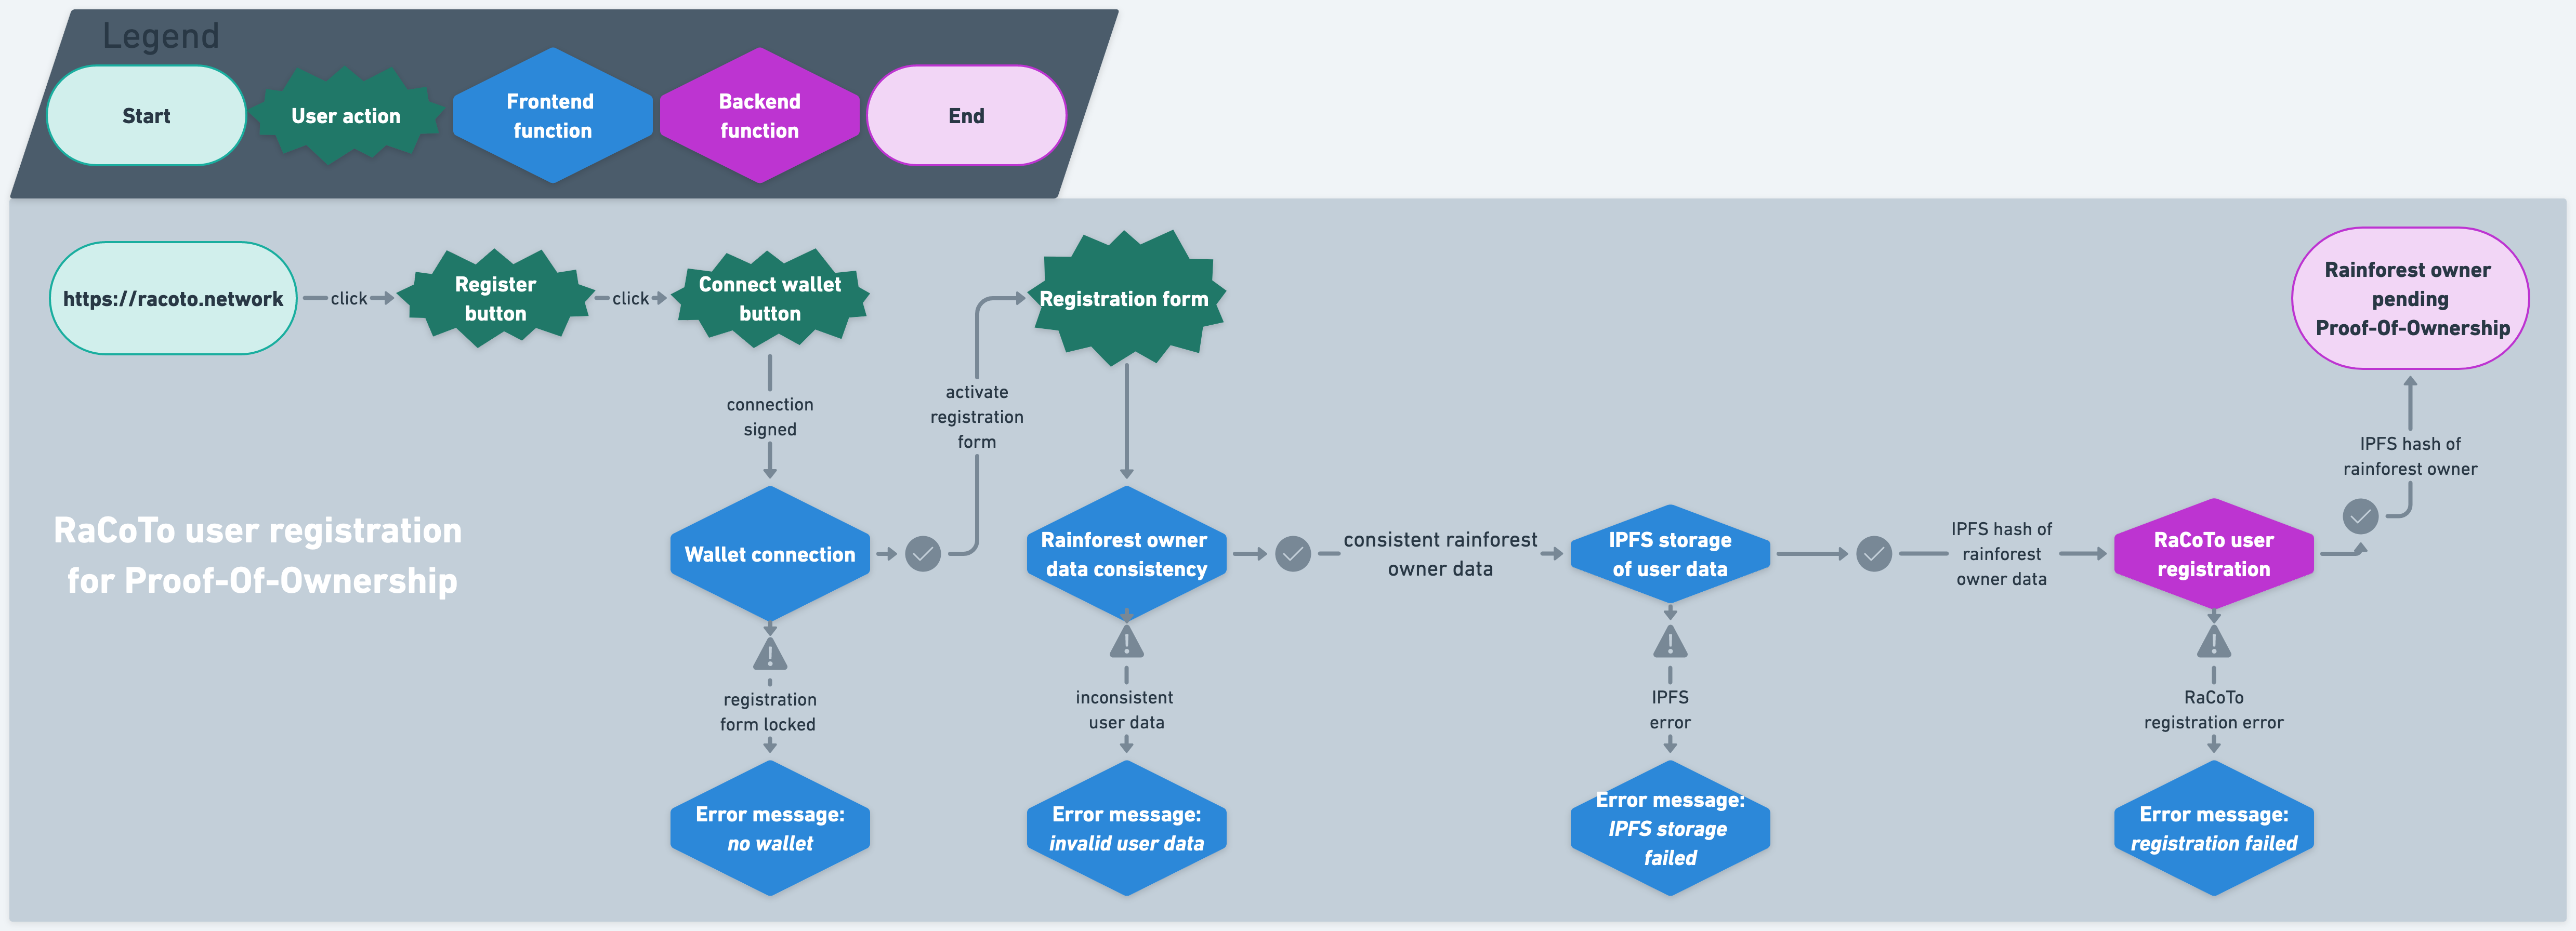 Legend
Start
User action
Frontend
function
Backend
function
End
https://racoto.network
click
Register
button
click
Connect wallet
button
Registration form
Rainforest owner
pending
Proof-Of-Ownership
connection
signed
activate
registration
form
IPFS hash of
rainforest owner
RaCoTo user registration
for Proof-Of-Ownership
Wallet connection
Rainforest owner
data consistency
consistent rainforest
owner data
IPFS storage
of user data
IPFS hash of
rainforest
owner data
RaCoTo user
registration
registration
form locked
inconsistent
user data
IPFS
error
RaCoTo
registration error
Error message:
no wallet
Error message:
invalid user data
Error message:
IPFS storage
failed
Error message:
registration failed